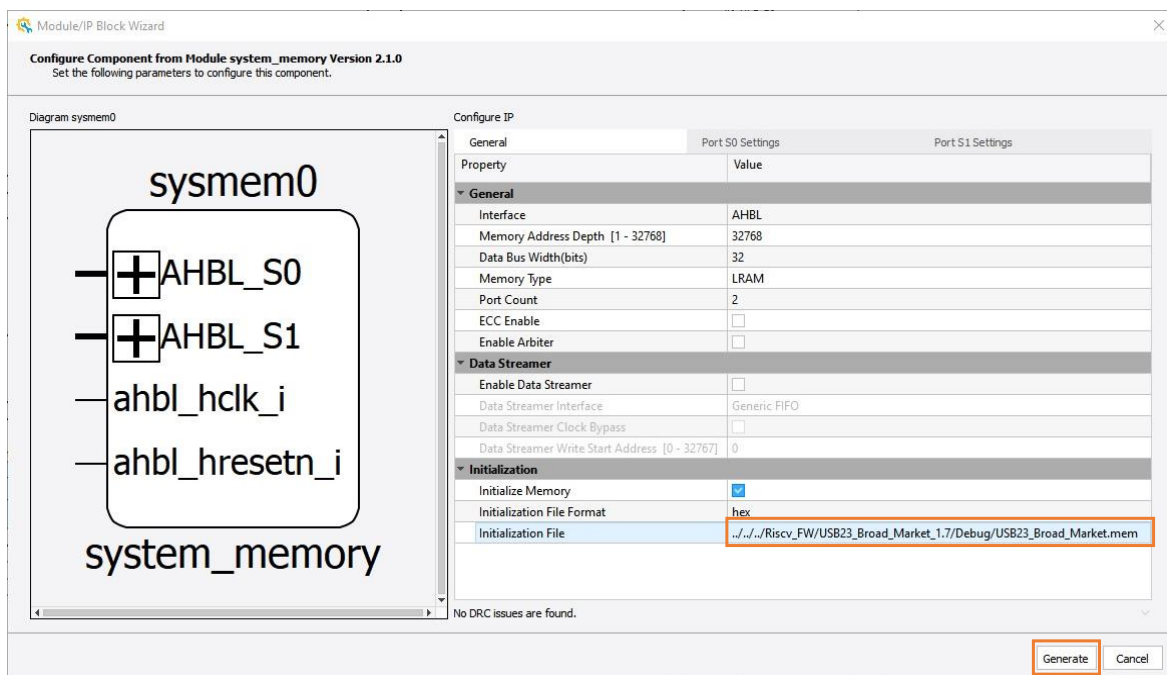 Module/IP Block Wizard
Configure Component from Module system_memory Version 2.1.0
Set the following parameters to configure this component.
Diagram sysmem0
sysmem0
AHBL_S0
AHBL_S1
ahbl_hclk_i
ahbl_hresetn_i
system_memory
Configure IP
General Port S0 Settings Port S1 Settings
Property Value
General
Interface AHBL
Memory Address Depth [1 - 32768] 32768
Data Bus Width(bits) 32
Memory Type LRAM
Port Count 2
ECC Enable
Enable Arbiter
Data Streamer
Enable Data Streamer
Data Streamer Interface Generic FIFO
Data Streamer Clock Bypass
Data Streamer Write Start Address [0 - 32767] 0
Initialization
Initialize Memory
Initialization File Format hex
Initialization File ../../../Riscv_FW/USB23_Broad_Market_1.7/Debug/USB23_Broad_Market.mem
No DRC issues are found.
Generate Cancel